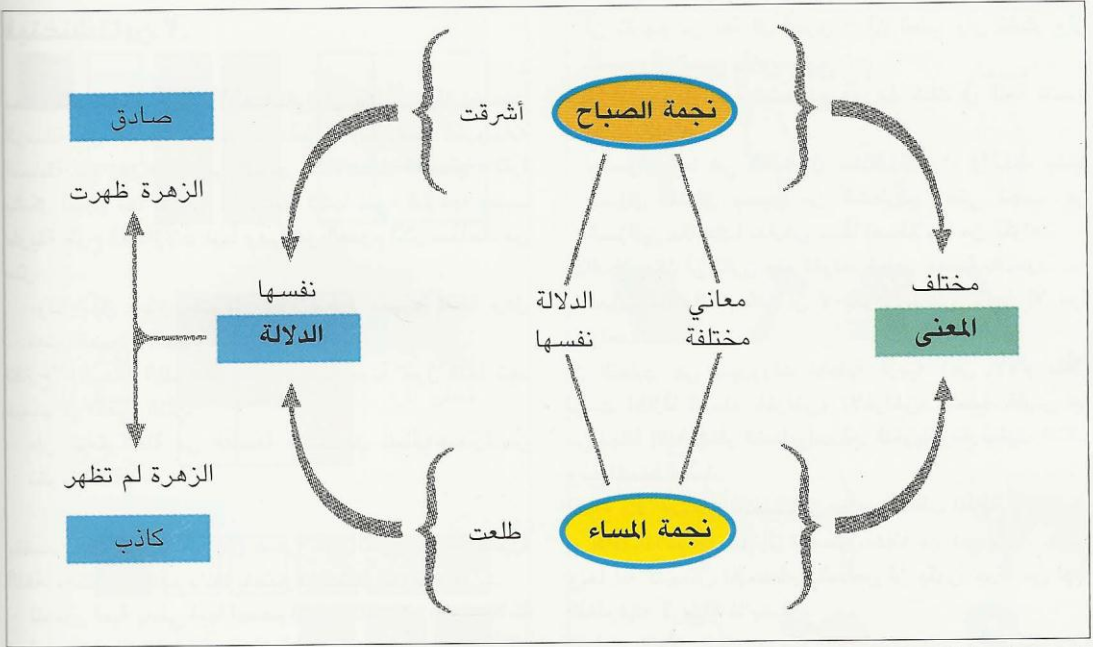 نجمة الصباح
أشرقت
صادق
الزهرة ظهرت
مختلف
المعنى
معاني
مختلفة
الدلالة
نفسها
نفسها
الدلالة
الزهرة لم تظهر
نجمة المساء
طلعت
كاذب